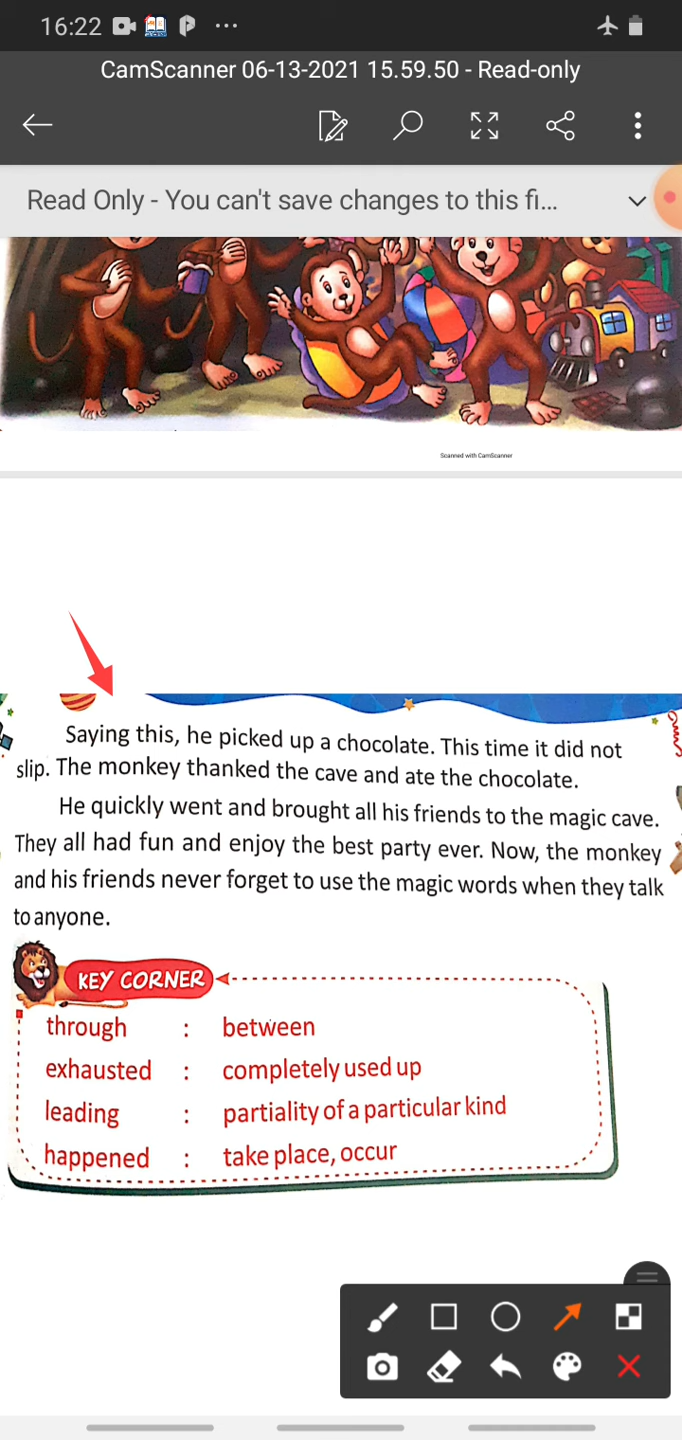 16:22
CamScanner 06-13-2021 15.59.50 - Read-only
Read Only - You can't save changes to this fi...
Scanned with CamScanner
Saying this, he picked up a chocolate. This time it did not
slip. The monkey thanked the cave and ate the chocolate.
He quickly went and brought all his friends to the magic cave.
They all had fun and enjoy the best party ever. Now, the monkey
and his friends never forget to use the magic words when they talk
to anyone.
KEY CORNER
through : between
exhausted : completely used up
leading : partiality of a particular kind
happened : take place, occur